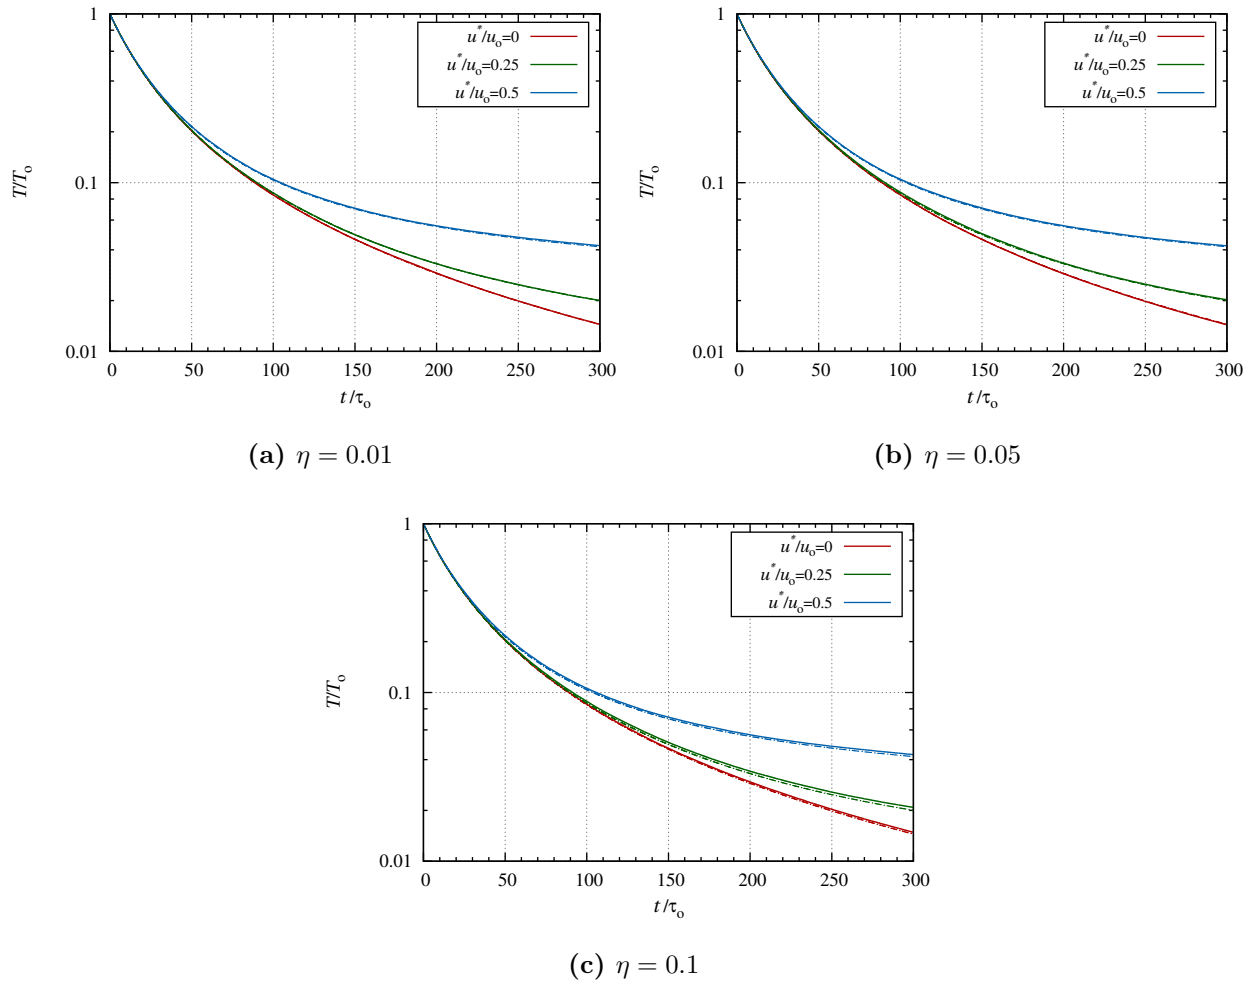 1
0.1
0.01
T/Tₒ
0 50 100 150 200 250 300
t/τₒ
u*/uₒ=0
u*/uₒ=0.25
u*/uₒ=0.5
(a) η = 0.01
1
0.1
0.01
T/Tₒ
0 50 100 150 200 250 300
t/τₒ
u*/uₒ=0
u*/uₒ=0.25
u*/uₒ=0.5
(b) η = 0.05
1
0.1
0.01
T/Tₒ
0 50 100 150 200 250 300
t/τₒ
u*/uₒ=0
u*/uₒ=0.25
u*/uₒ=0.5
(c) η = 0.1